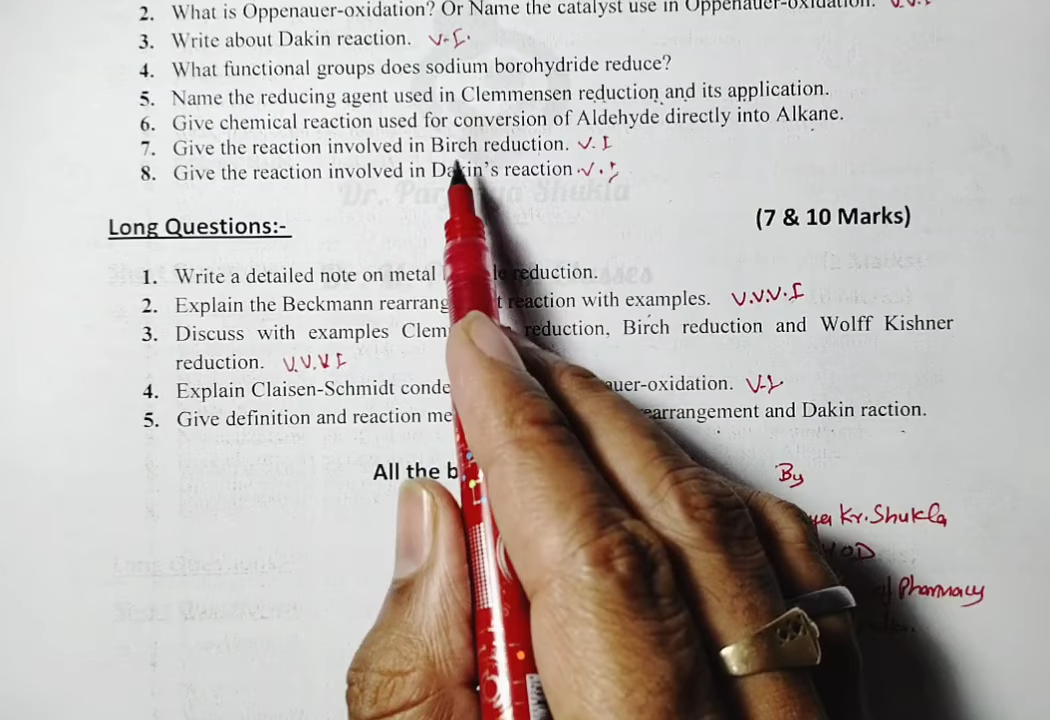 2. What is Oppenauer-oxidation? Or Name the catalyst use in Oppenauer-oxidation. V.V.I
3. Write about Dakin reaction. V-I.
4. What functional groups does sodium borohydride reduce?
5. Name the reducing agent used in Clemmensen reduction and its application.
6. Give chemical reaction used for conversion of Aldehyde directly into Alkane.
7. Give the reaction involved in Birch reduction. V. I
8. Give the reaction involved in Dakin's reaction
Shukla
Long Questions:- (7 & 10 Marks)
1. Write a detailed note on metal reduction.
2. Explain the Beckmann rearrang t reaction with examples. V.V.V.I
3. Discuss with examples Clem reduction, Birch reduction and Wolff Kishner
reduction. V.V.V I
4. Explain Claisen-Schmidt conde auer-oxidation. V-I
5. Give definition and reaction me earrangement and Dakin raction.
All the b
By
Kr. Shukla
HOD
of Pharmacy